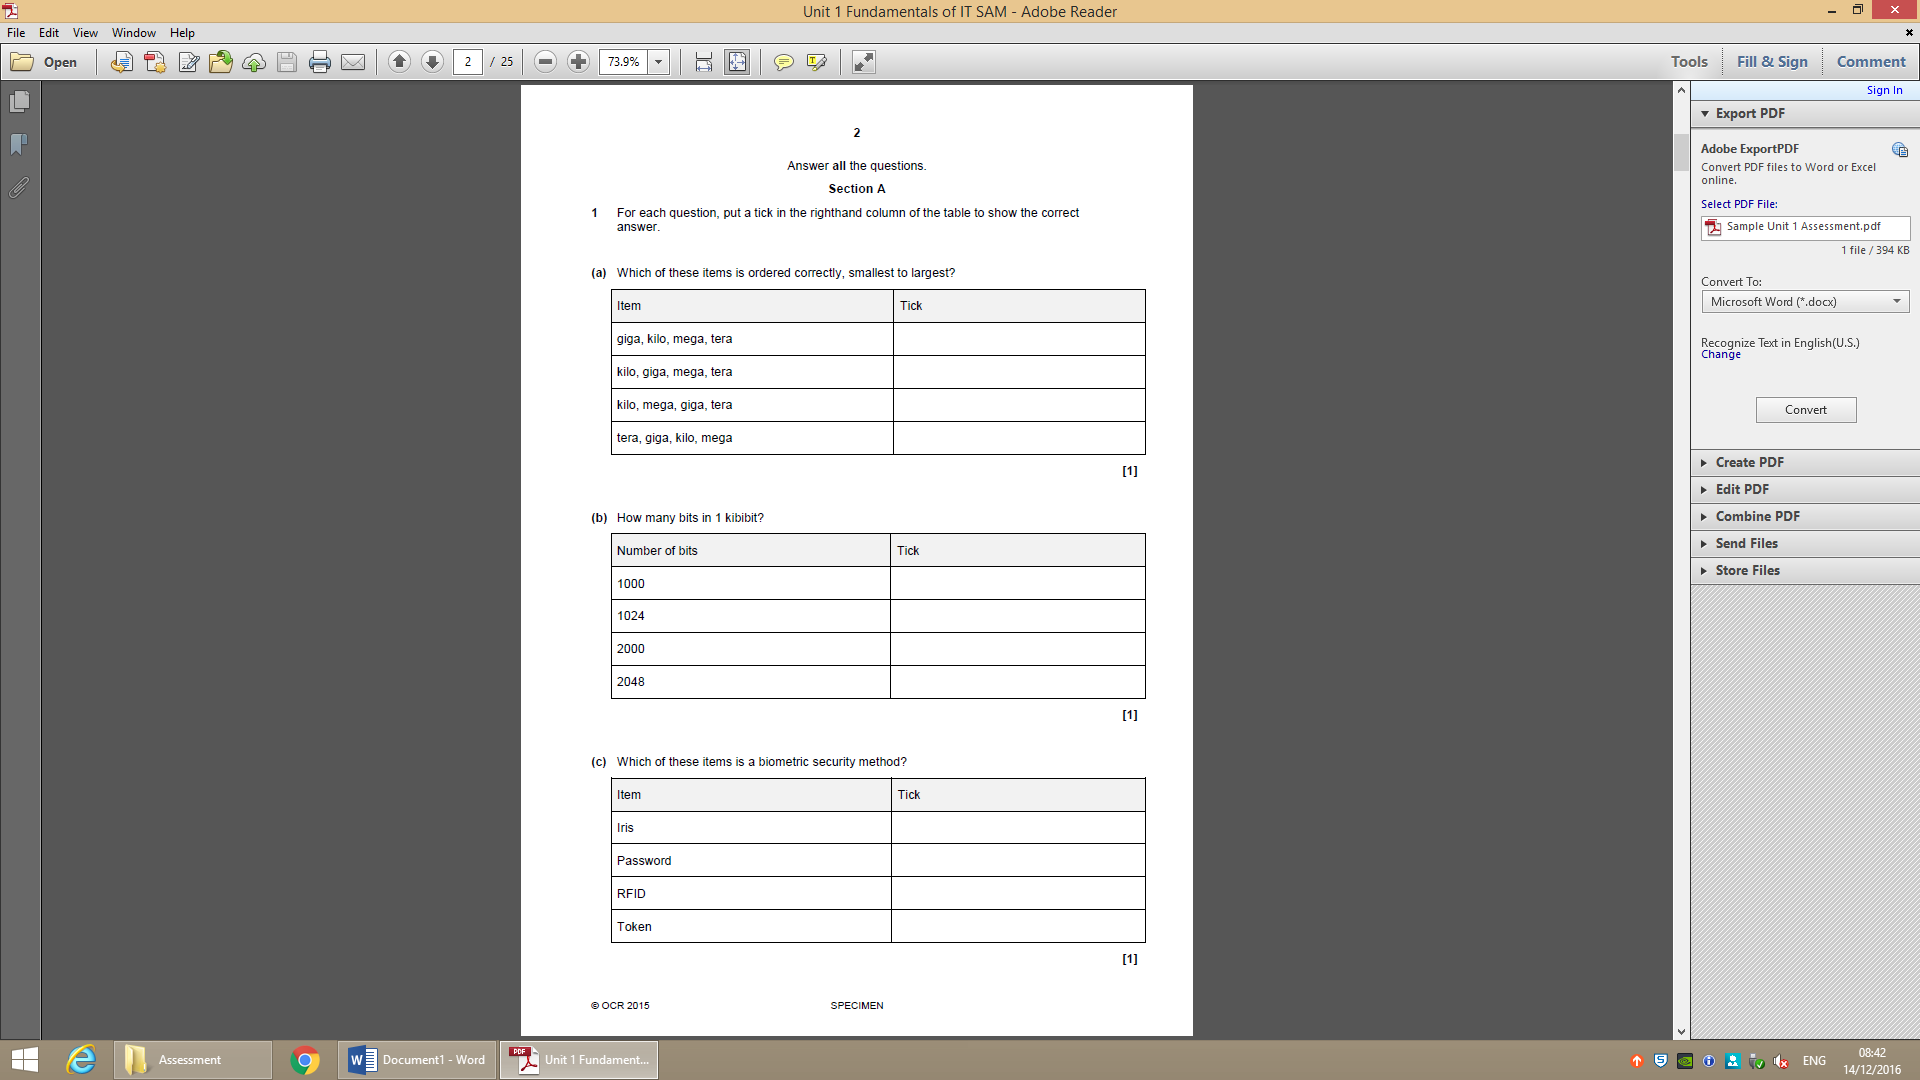 Unit 1 Fundamentals of IT SAM - Adobe Reader
File Edit View Window Help
Open 2 / 25 73.9% Tools Fill & Sign Comment
Sign In
2
Answer all the questions.
Section A
1 For each question, put a tick in the righthand column of the table to show the correct
answer.
(a) Which of these items is ordered correctly, smallest to largest?
Item Tick
giga, kilo, mega, tera
kilo, giga, mega, tera
kilo, mega, giga, tera
tera, giga, kilo, mega
[1]
(b) How many bits in 1 kibibit?
Number of bits Tick
1000
1024
2000
2048
[1]
(c) Which of these items is a biometric security method?
Item Tick
Iris
Password
RFID
Token
[1]
© OCR 2015 SPECIMEN
Export PDF
Adobe ExportPDF
Convert PDF files to Word or Excel
online.
Select PDF File:
Sample Unit 1 Assessment.pdf
1 file / 394 KB
Convert To:
Microsoft Word (*.docx)
Recognize Text in English(U.S.)
Change
Convert
Create PDF
Edit PDF
Combine PDF
Send Files
Store Files
Assessment Document1 - Word PDF Unit 1 Fundament... ENG 08:42
14/12/2016